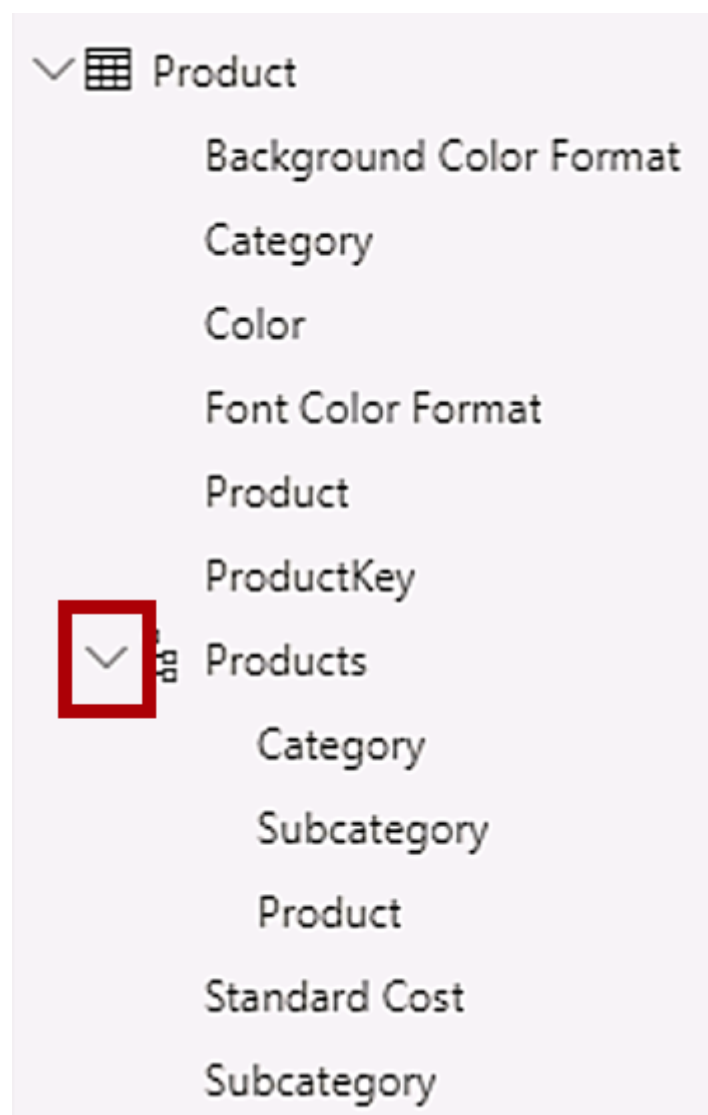 Product
Background Color Format
Category
Color
Font Color Format
Product
ProductKey
Products
Category
Subcategory
Product
Standard Cost
Subcategory